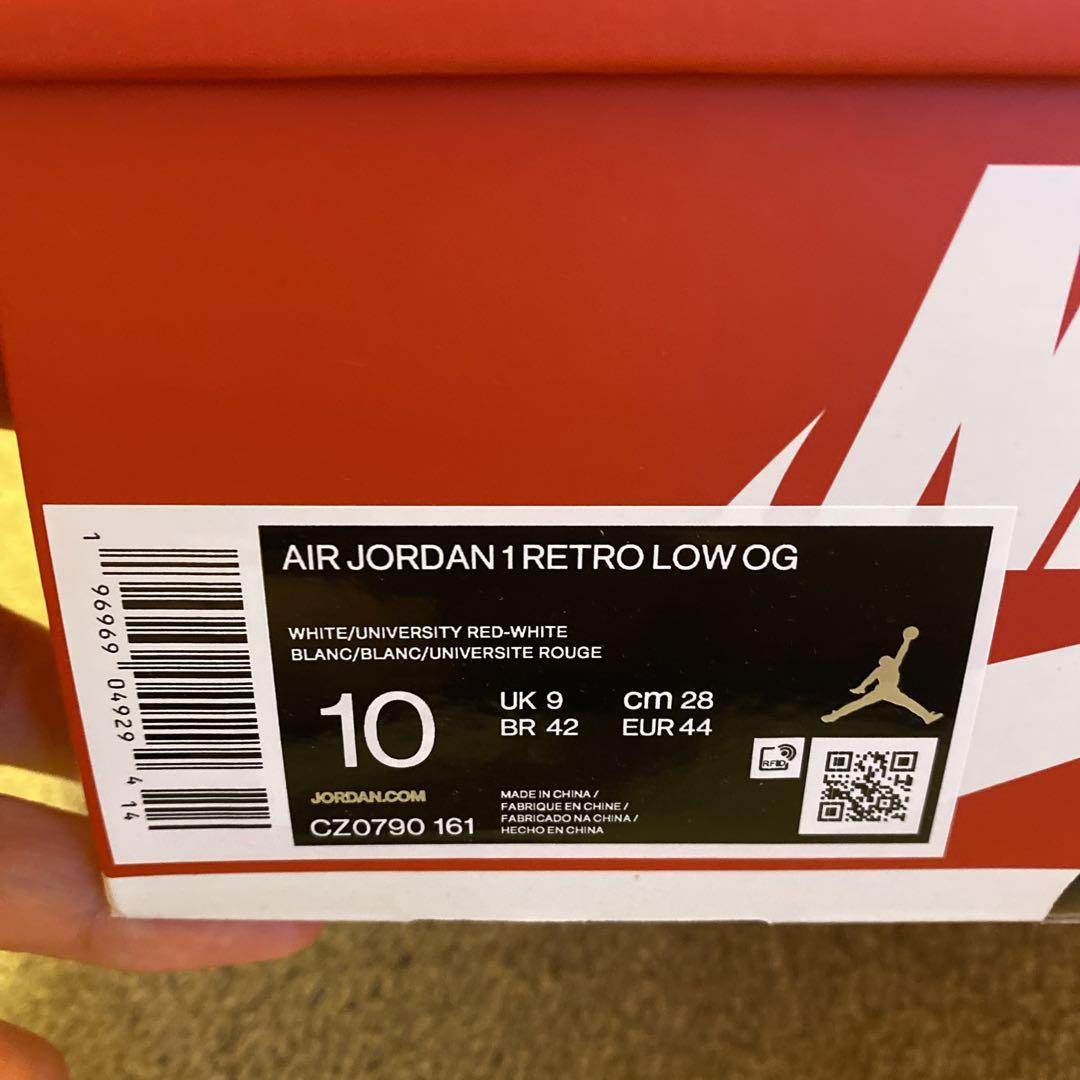 AIR JORDAN 1 RETRO LOW OG
WHITE/UNIVERSITY RED-WHITE
BLANC/BLANC/UNIVERSITE ROUGE
10
UK 9
cm 28
BR 42
EUR 44
RFID
JORDAN.COM
CZ0790 161
MADE IN CHINA /
FABRIQUE EN CHINE /
FABRICADO NA CHINA /
HECHO EN CHINA
1 96969 04929 4 14